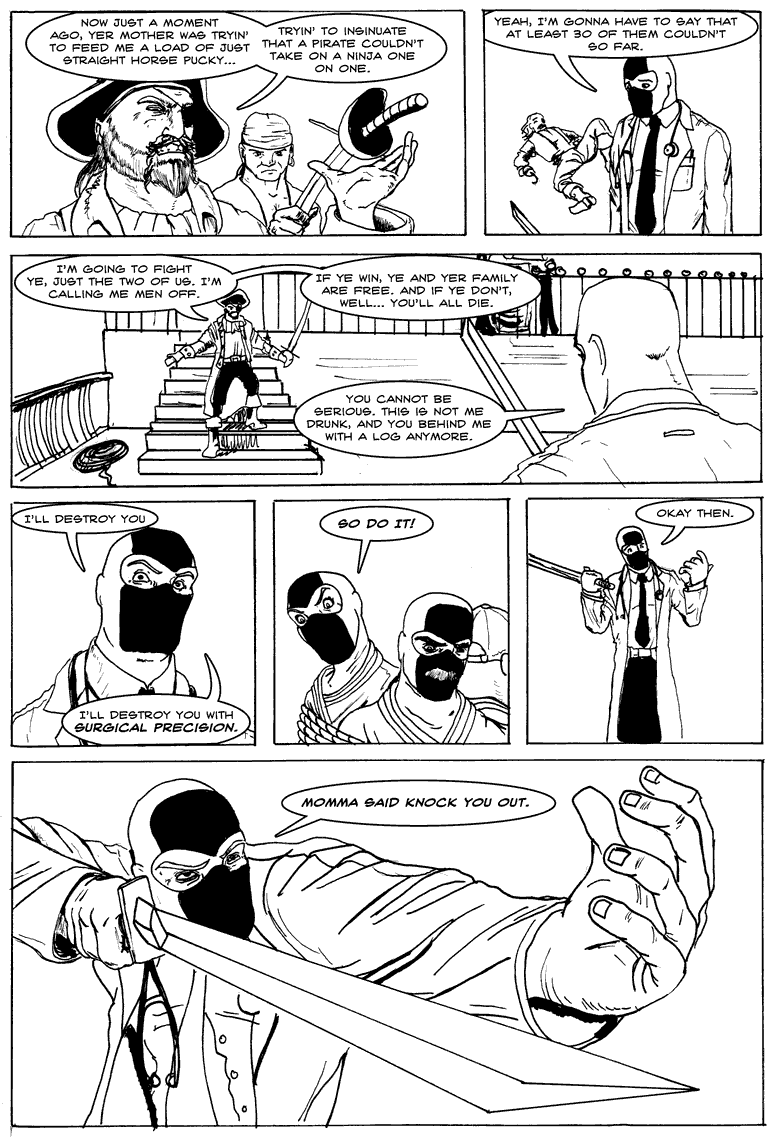 NOW JUST A MOMENT
AGO, YER MOTHER WAS TRYIN'
TO FEED ME A LOAD OF JUST
STRAIGHT HORSE PUCKY...
TRYIN' TO INSINUATE
THAT A PIRATE COULDN'T
TAKE ON A NINJA ONE
ON ONE.
YEAH, I'M GONNA HAVE TO SAY THAT
AT LEAST 30 OF THEM COULDN'T
SO FAR.
I'M GOING TO FIGHT
YE, JUST THE TWO OF US. I'M
CALLING ME MEN OFF.
IF YE WIN, YE AND YER FAMILY
ARE FREE. AND IF YE DON'T,
WELL... YOU'LL ALL DIE.
YOU CANNOT BE
SERIOUS. THIS IS NOT ME
DRUNK, AND YOU BEHIND ME
WITH A LOG ANYMORE.
I'LL DESTROY YOU
I'LL DESTROY YOU WITH
SURGICAL PRECISION.
SO DO IT!
OKAY THEN.
MOMMA SAID KNOCK YOU OUT.